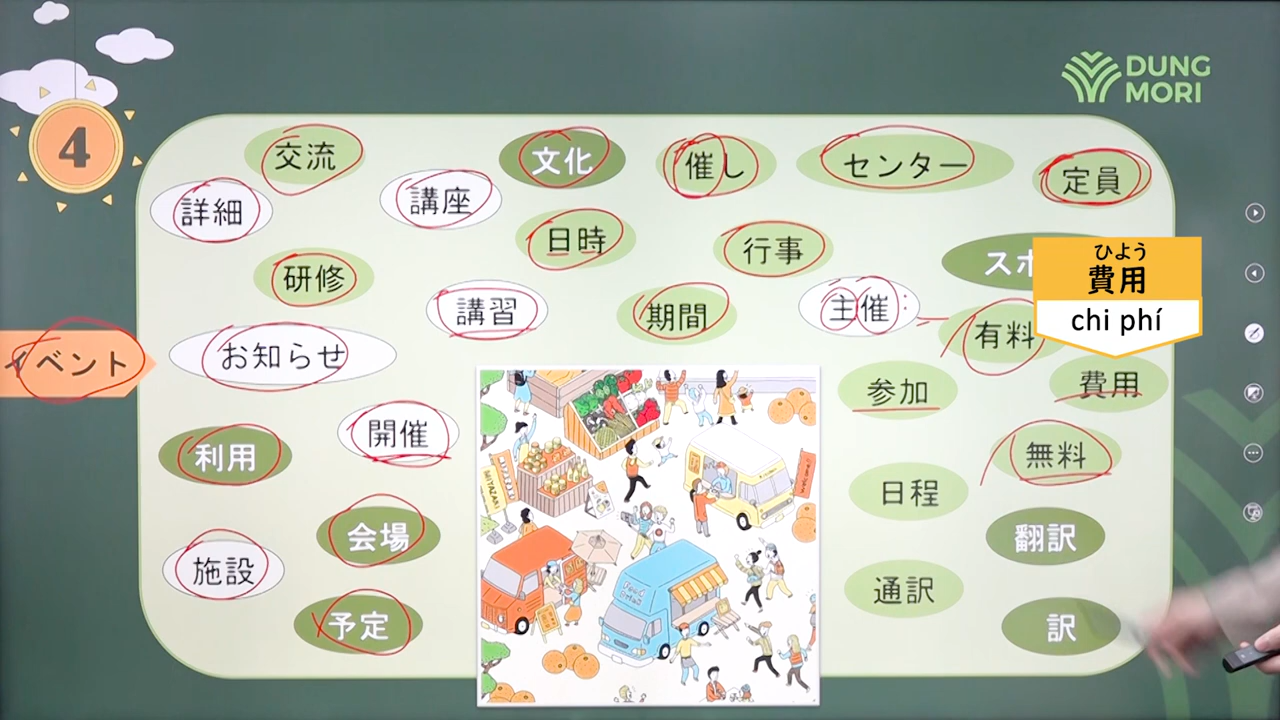 DUNG
MORI
4
交流
文化
催し
センター
定員
詳細
講座
日時
行事
研修
スポ
ひよう
費用
chi phí
講習
期間
主催
有料
イベント
お知らせ
参加
費用
利用
開催
無料
日程
会場
翻訳
施設
通訳
予定
訳
MIYAZAKI